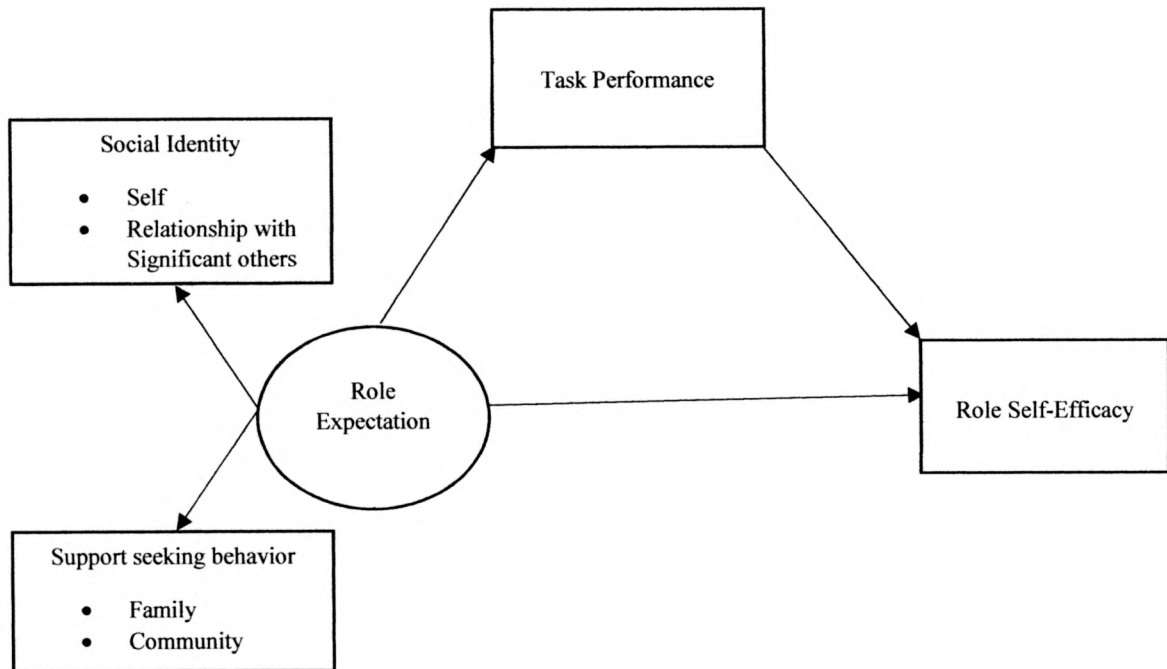 Task Performance
Social Identity
• Self
• Relationship with
Significant others
Role
Expectation
Role Self-Efficacy
Support seeking behavior
• Family
• Community